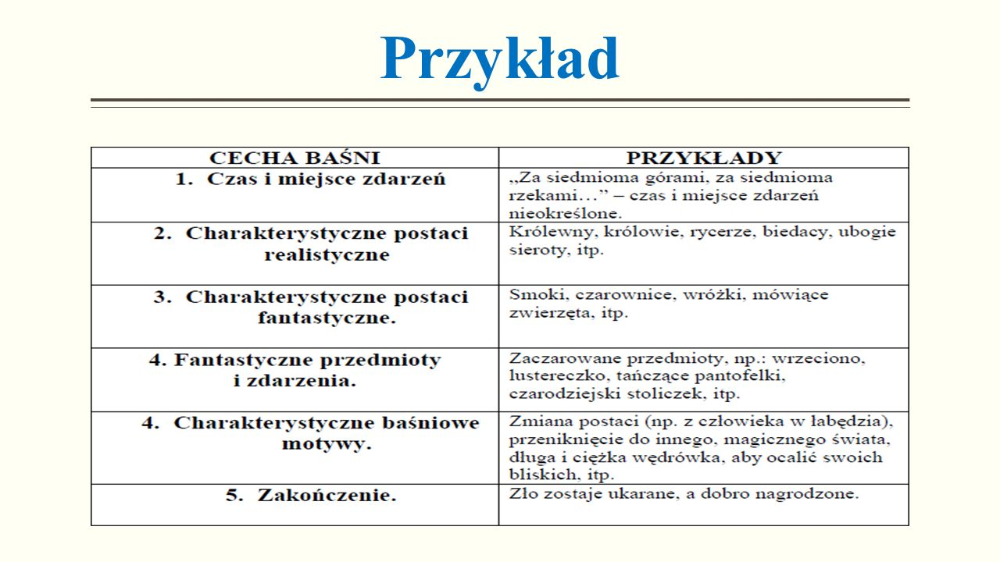 Przykład
CECHA BAŚNI
PRZYKŁADY
1. Czas i miejsce zdarzeń
„Za siedmioma górami, za siedmioma
rzekami…” – czas i miejsce zdarzeń
nieokreślone.
2. Charakterystyczne postaci
realistyczne
Królewny, królowie, rycerze, biedacy, ubogie
sieroty, itp.
3. Charakterystyczne postaci
fantastyczne.
Smoki, czarownice, wróżki, mówiące
zwierzęta, itp.
4. Fantastyczne przedmioty
i zdarzenia.
Zaczarowane przedmioty, np.: wrzeciono,
lustereczko, tańczące pantofelki,
czarodziejski stoliczek, itp.
4. Charakterystyczne baśniowe
motywy.
Zmiana postaci (np. z człowieka w łabędzia),
przeniknięcie do innego, magicznego świata,
długa i ciężka wędrówka, aby ocalić swoich
bliskich, itp.
5. Zakończenie.
Zło zostaje ukarane, a dobro nagrodzone.